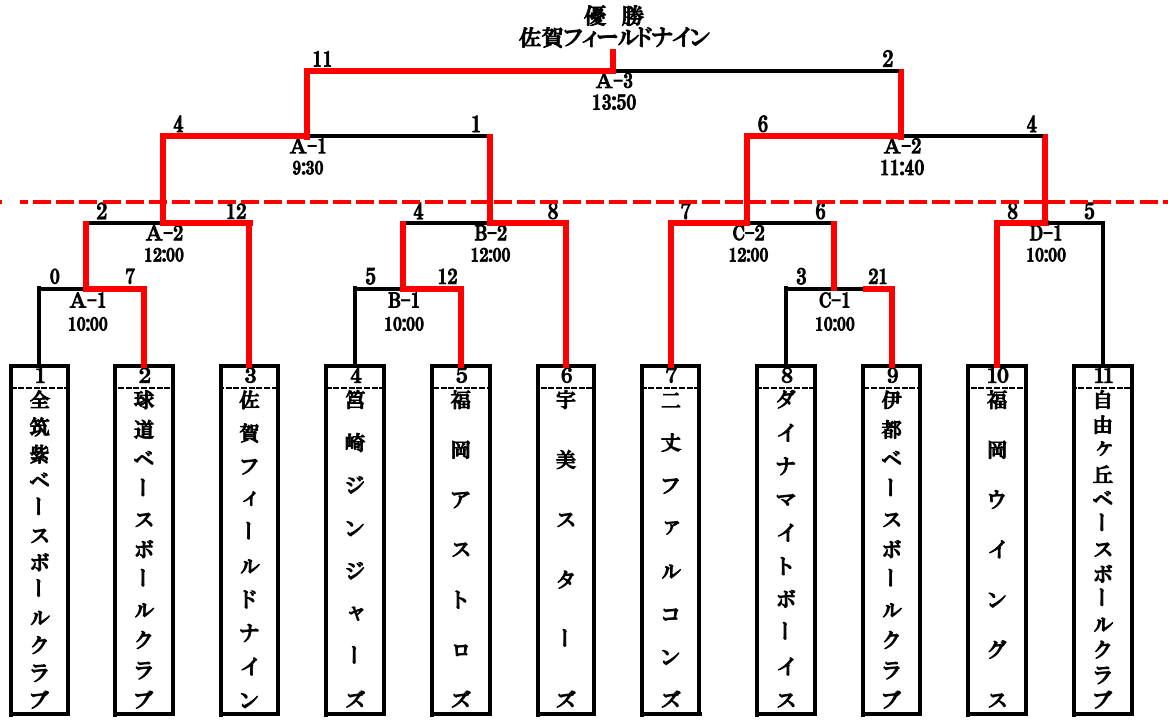 優 勝
佐賀フィールドナイン
11 2
A-3
13:50
4 1 6 4
A-1 A-2
9:30 11:40
2 12 4 8 7 6 8 5
A-2 B-2 C-2 D-1
12:00 12:00 12:00 10:00
0 7 5 12 3 21
A-1 B-1 C-1
10:00 10:00 10:00
1 2 3 4 5 6 7 8 9 10 11
全筑紫ベースボールクラブ
球道ベースボールクラブ
佐賀フィールドナイン
筥崎ジンジャーズ
福岡アストロズ
宇美スターズ
二丈ファルコンズ
ダイナマイトボーイス
伊都ベースボールクラブ
福岡ウイングス
自由ヶ丘ベースボールクラブ